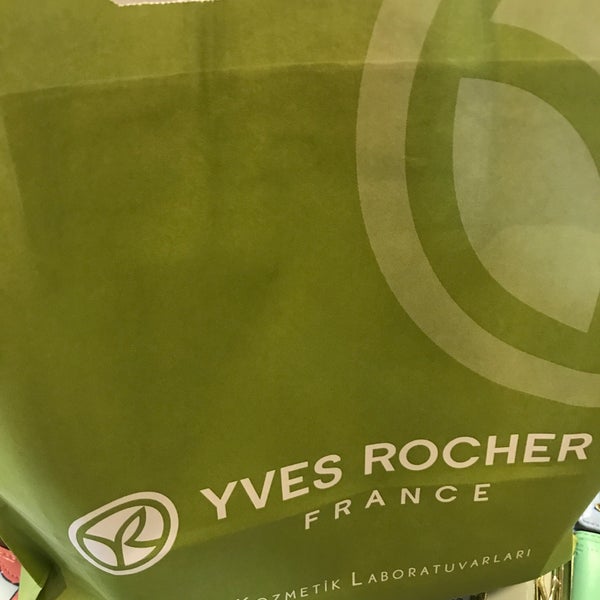 YVES ROCHER
FRANCE
KOZMETİK LABORATUVARLARI